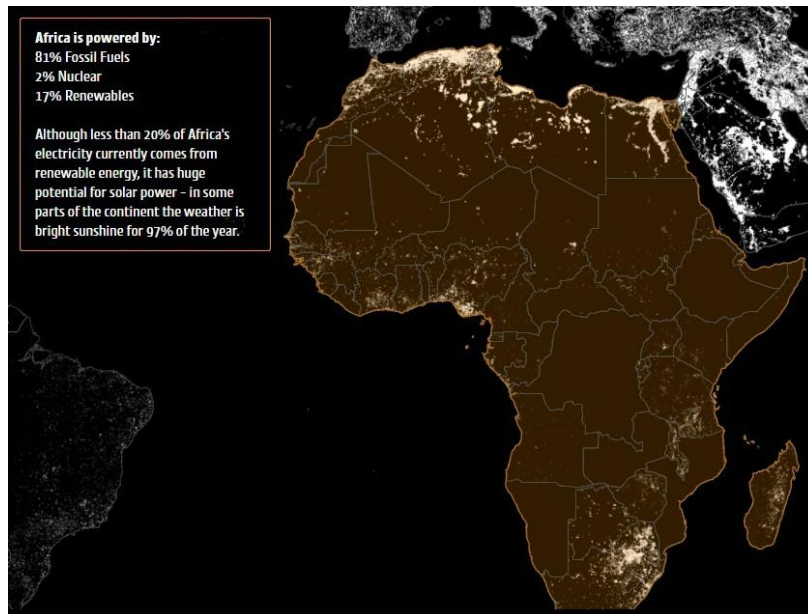 Africa is powered by:
81% Fossil Fuels
2% Nuclear
17% Renewables
Although less than 20% of Africa's
electricity currently comes from
renewable energy, it has huge
potential for solar power – in some
parts of the continent the weather is
bright sunshine for 97% of the year.